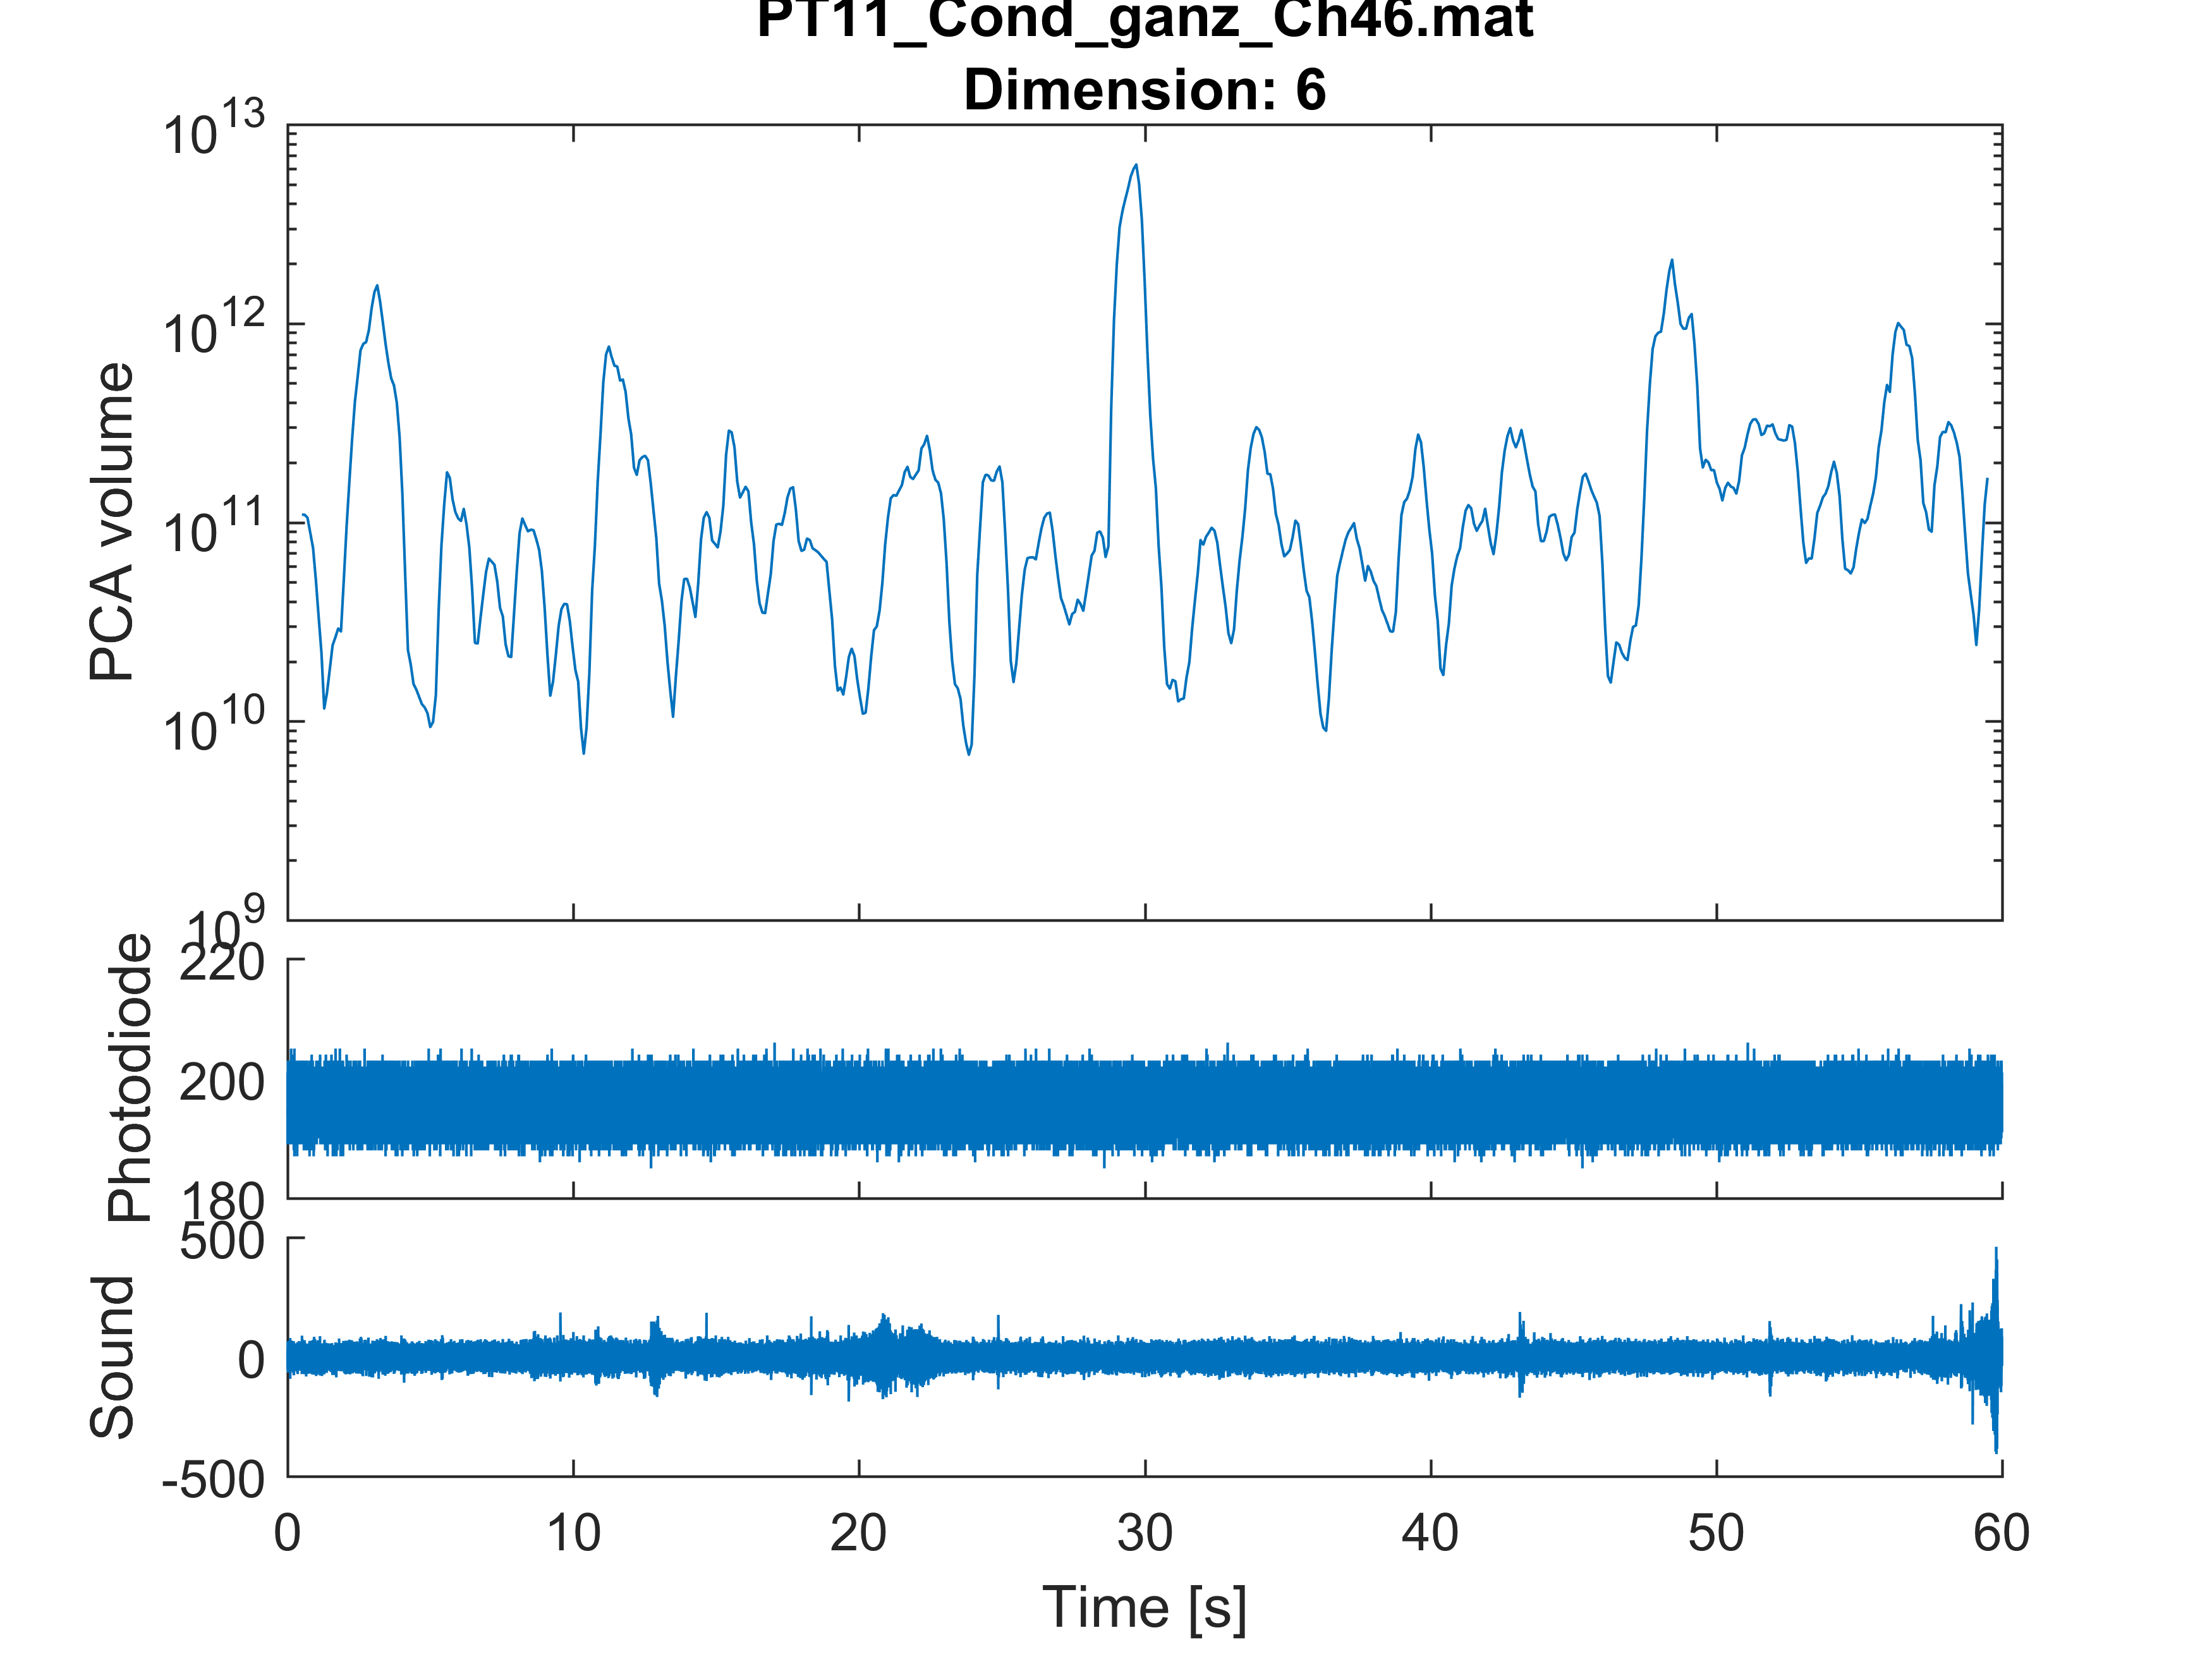 PT11_Cond_ganz_Ch46.mat
Dimension: 6
10^13
10^12
10^11
10^10
10^9
PCA volume
220
200
180
Photodiode
500
0
-500
Sound
0 10 20 30 40 50 60
Time [s]